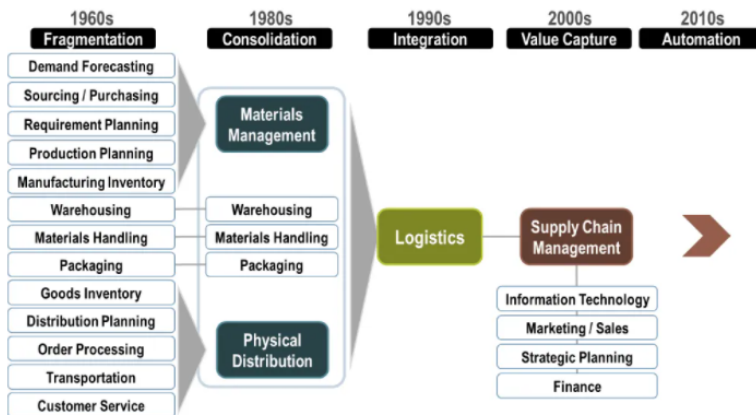 1960s
Fragmentation
1980s
Consolidation
1990s
Integration
2000s
Value Capture
2010s
Automation
Demand Forecasting
Sourcing / Purchasing
Requirement Planning
Production Planning
Manufacturing Inventory
Warehousing
Materials Handling
Packaging
Goods Inventory
Distribution Planning
Order Processing
Transportation
Customer Service
Materials
Management
Warehousing
Materials Handling
Packaging
Physical
Distribution
Logistics
Supply Chain
Management
Information Technology
Marketing / Sales
Strategic Planning
Finance